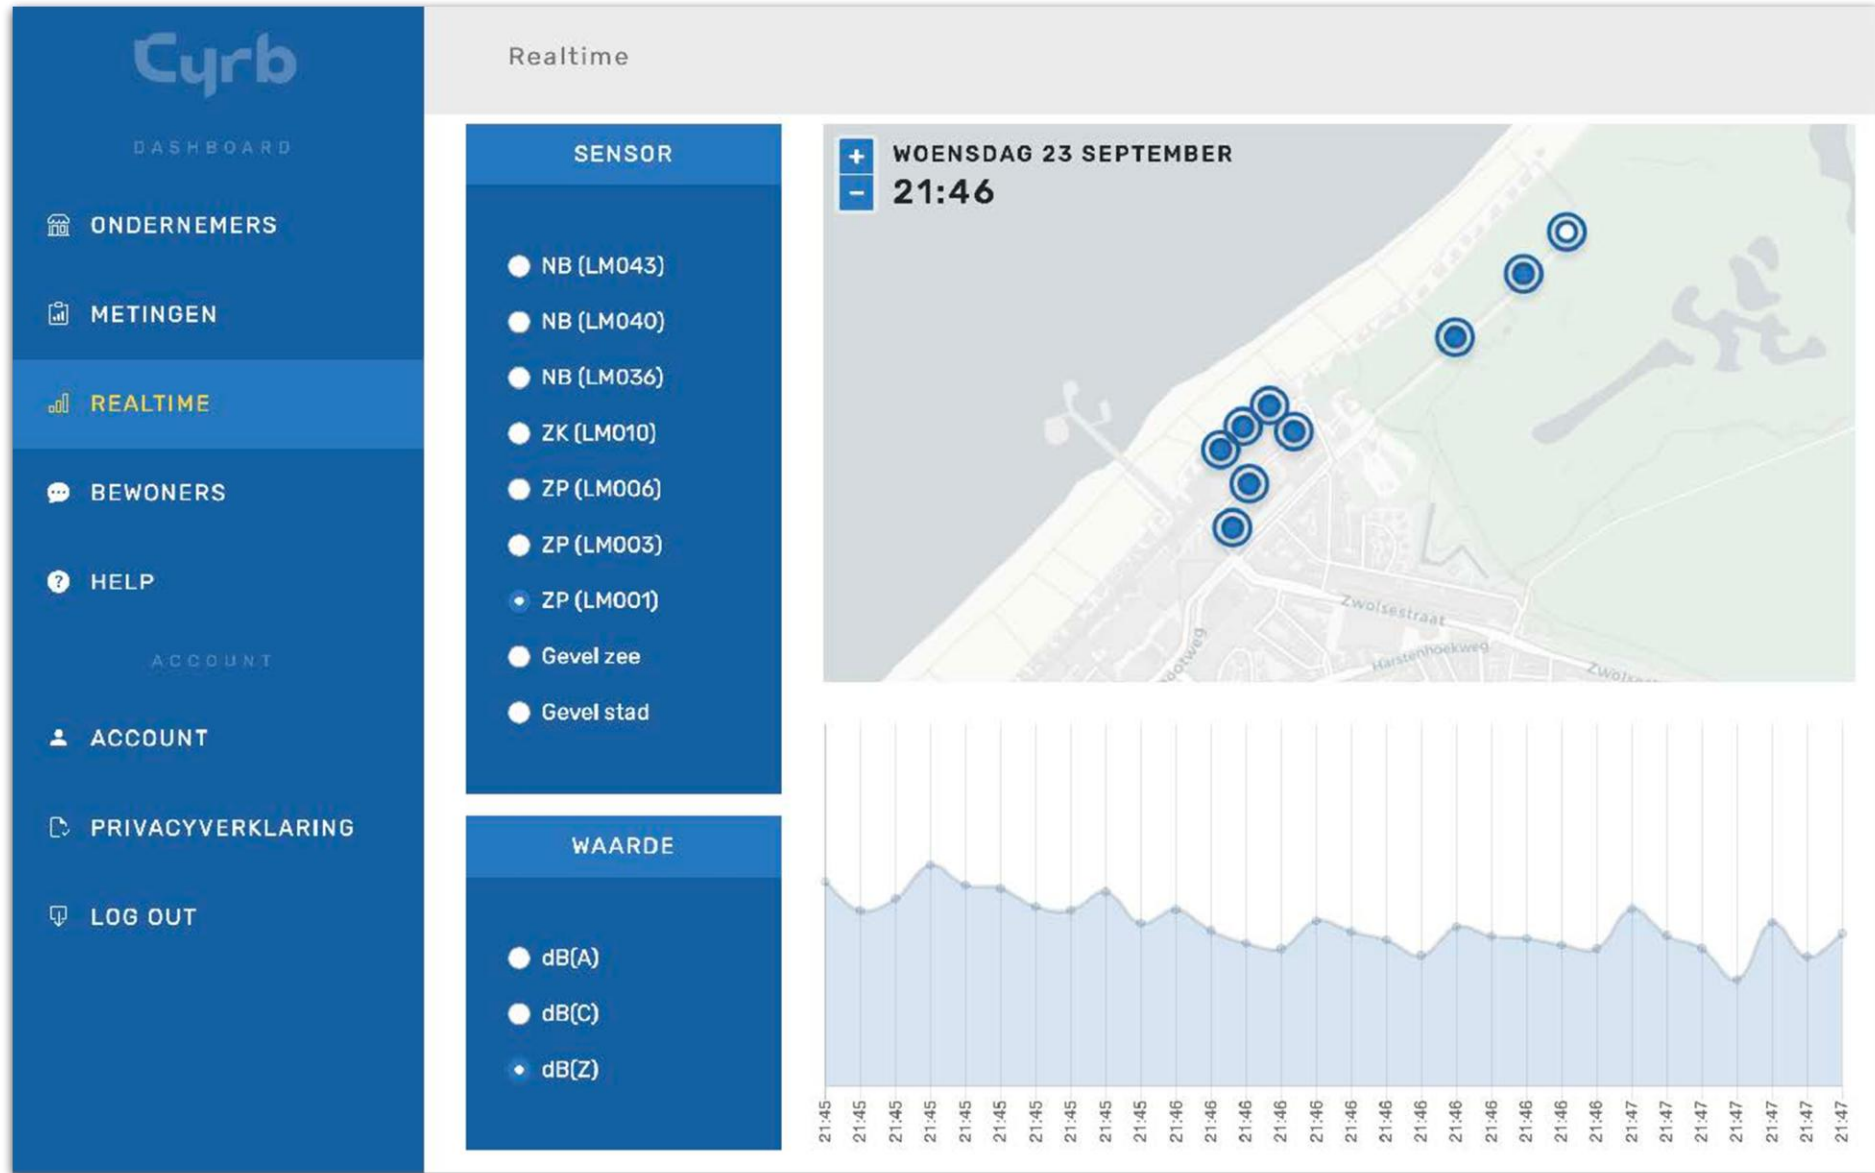 Cyrb
DASHBOARD
ONDERNEMERS
METINGEN
REALTIME
BEWONERS
HELP
ACCOUNT
ACCOUNT
PRIVACYVERKLARING
LOG OUT
Realtime
SENSOR
NB (LM043)
NB (LM040)
NB (LM036)
ZK (LM010)
ZP (LM006)
ZP (LM003)
ZP (LM001)
Gevel zee
Gevel stad
WAARDE
dB(A)
dB(C)
dB(Z)
+
−
WOENSDAG 23 SEPTEMBER
21:46
Zwolsestraat
Harstenhoekweg
21:45
21:45
21:45
21:45
21:45
21:45
21:45
21:45
21:45
21:45
21:46
21:46
21:46
21:46
21:46
21:46
21:46
21:46
21:46
21:46
21:46
21:46
21:46
21:47
21:47
21:47
21:47
21:47
21:47
21:47